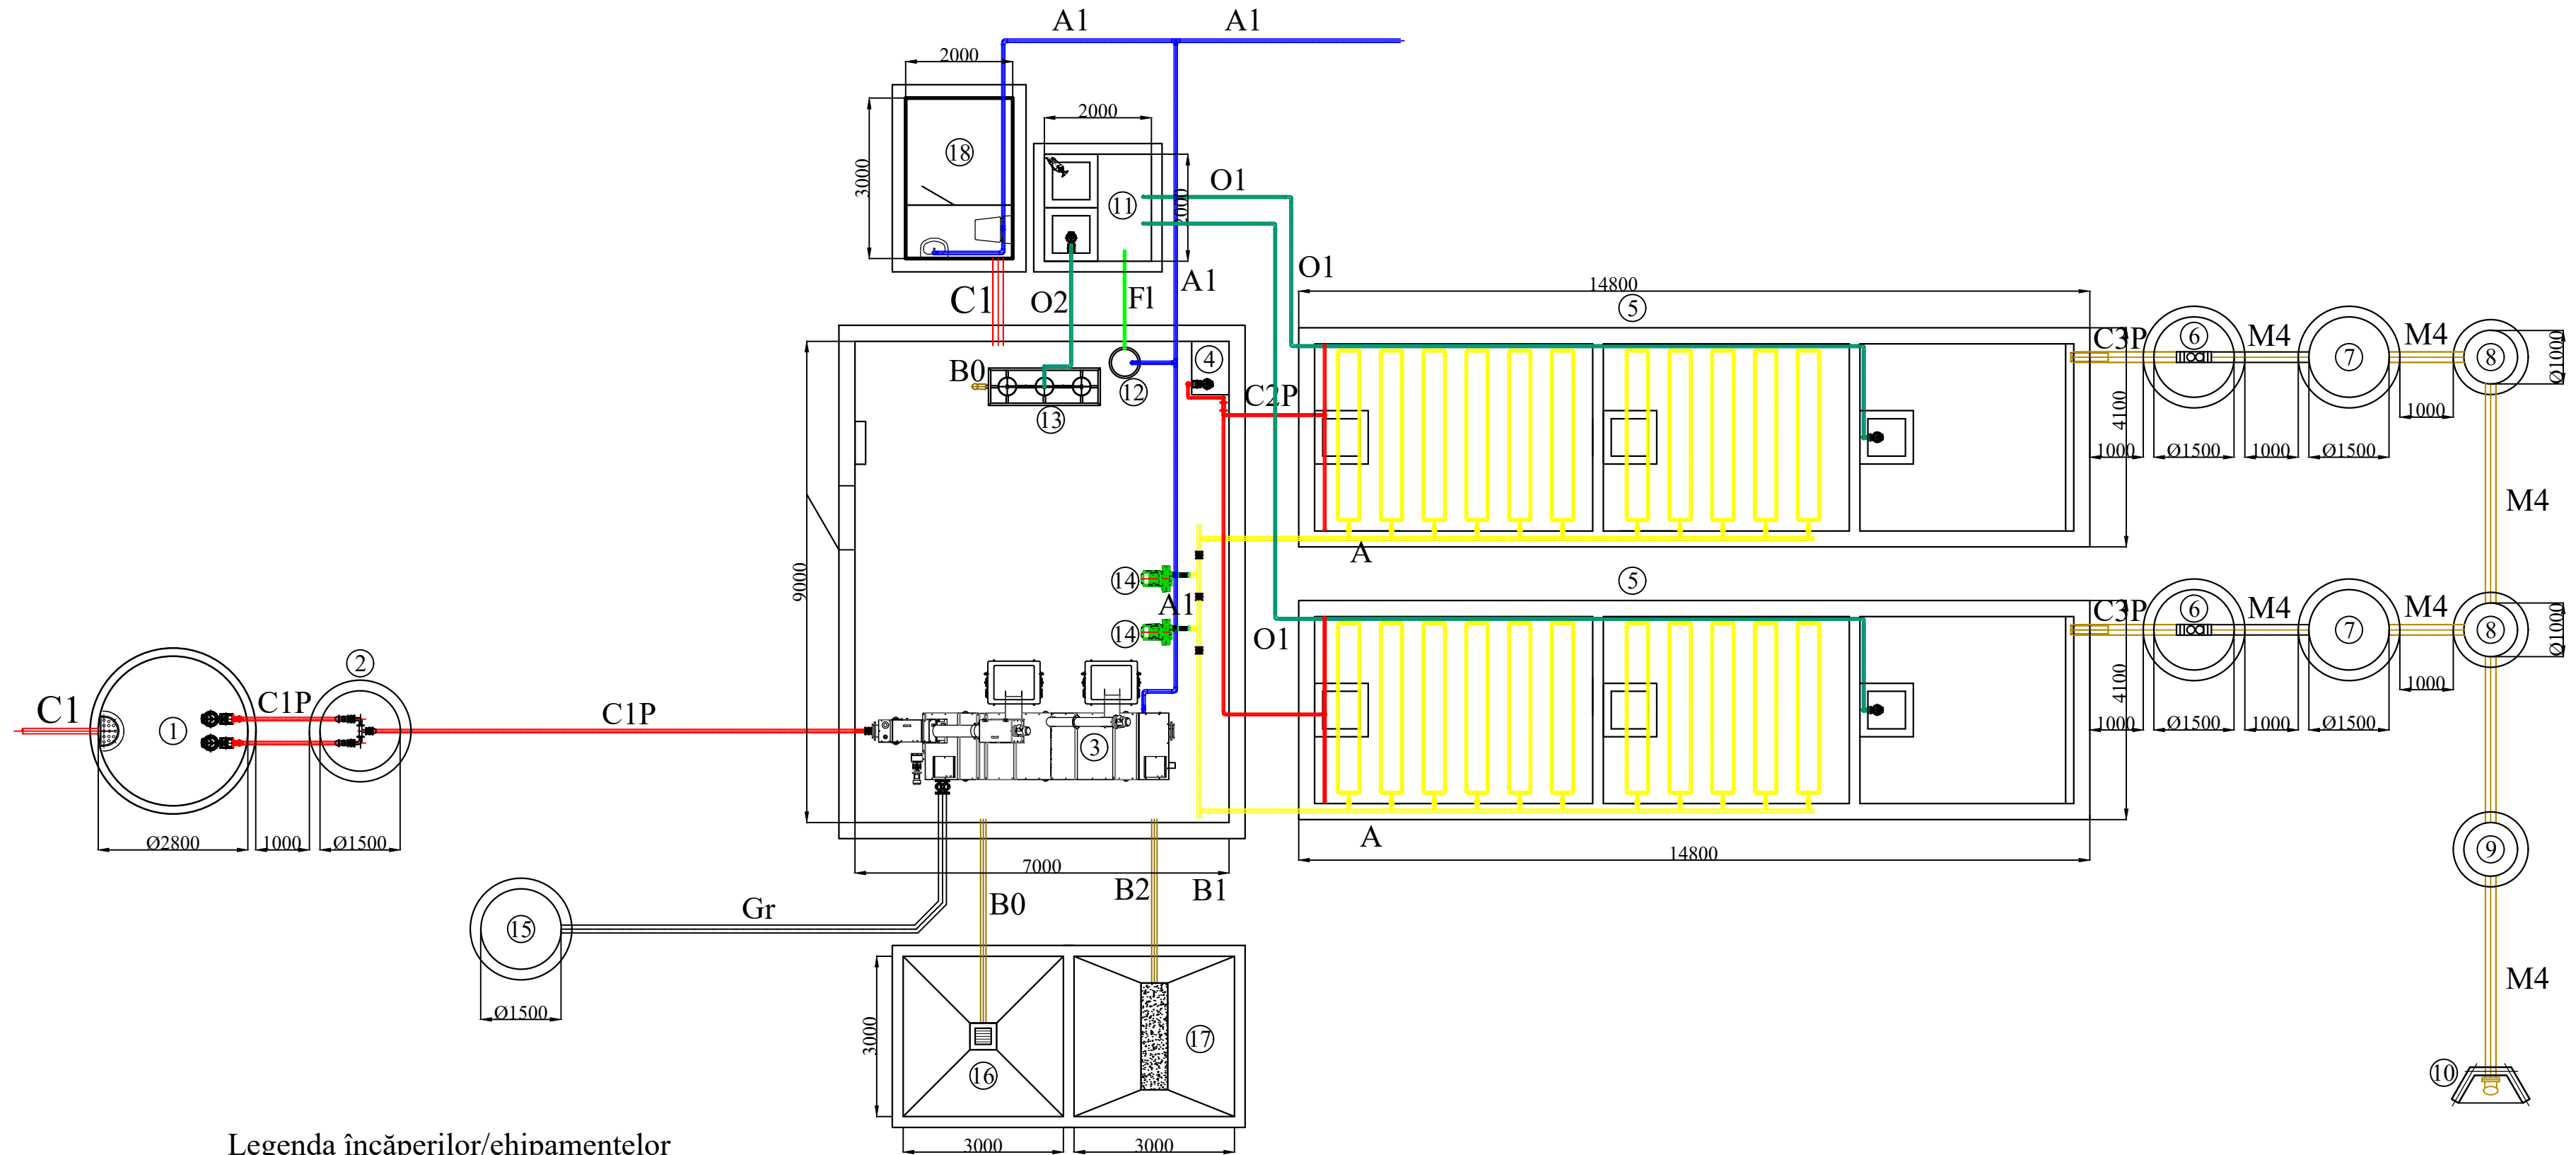 A1 A1
2000
2000
18
3000
11
2000
O1
O1
C1 O2 Fl A1
14800
5
C3P 6 M4 7 M4 8 Ø1000
B0 4
12
13
C2P
4100
1000
1000 Ø1500 1000 Ø1500
M4
A
9000
14
A1
14
5
C3P 6 M4 7 M4 8 Ø1000
O1
2
C1 1 C1P C1P
3
4100
1000
1000 Ø1500 1000 Ø1500
Ø2800 1000 Ø1500
A
14800
9
7000
B0 B2 B1
15 Gr
M4
Ø1500
3000
16 17
10
3000 3000
Legenda încăperilor/ehipamentelor